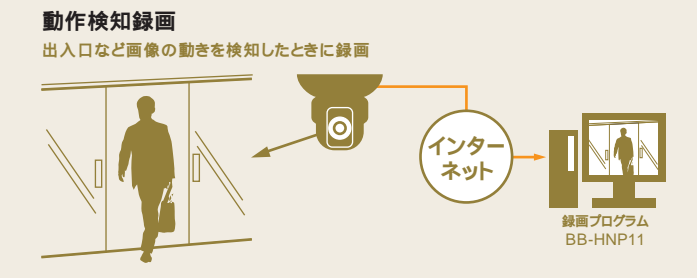 動作検知録画
出入口など画像の動きを検知したときに録画
インター
ネット
録画プログラム
BB-HNP11